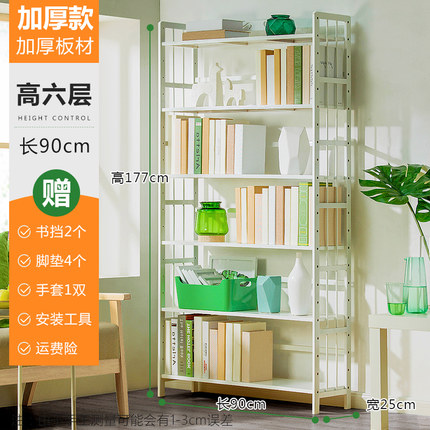 加厚款
加厚板材
高六层
HEIGHT CONTROL
长90cm
赠
书挡2个
脚垫4个
手套1双
安装工具
运费险
高177cm
长90cm
宽25cm
测量可能会有1-3cm误差